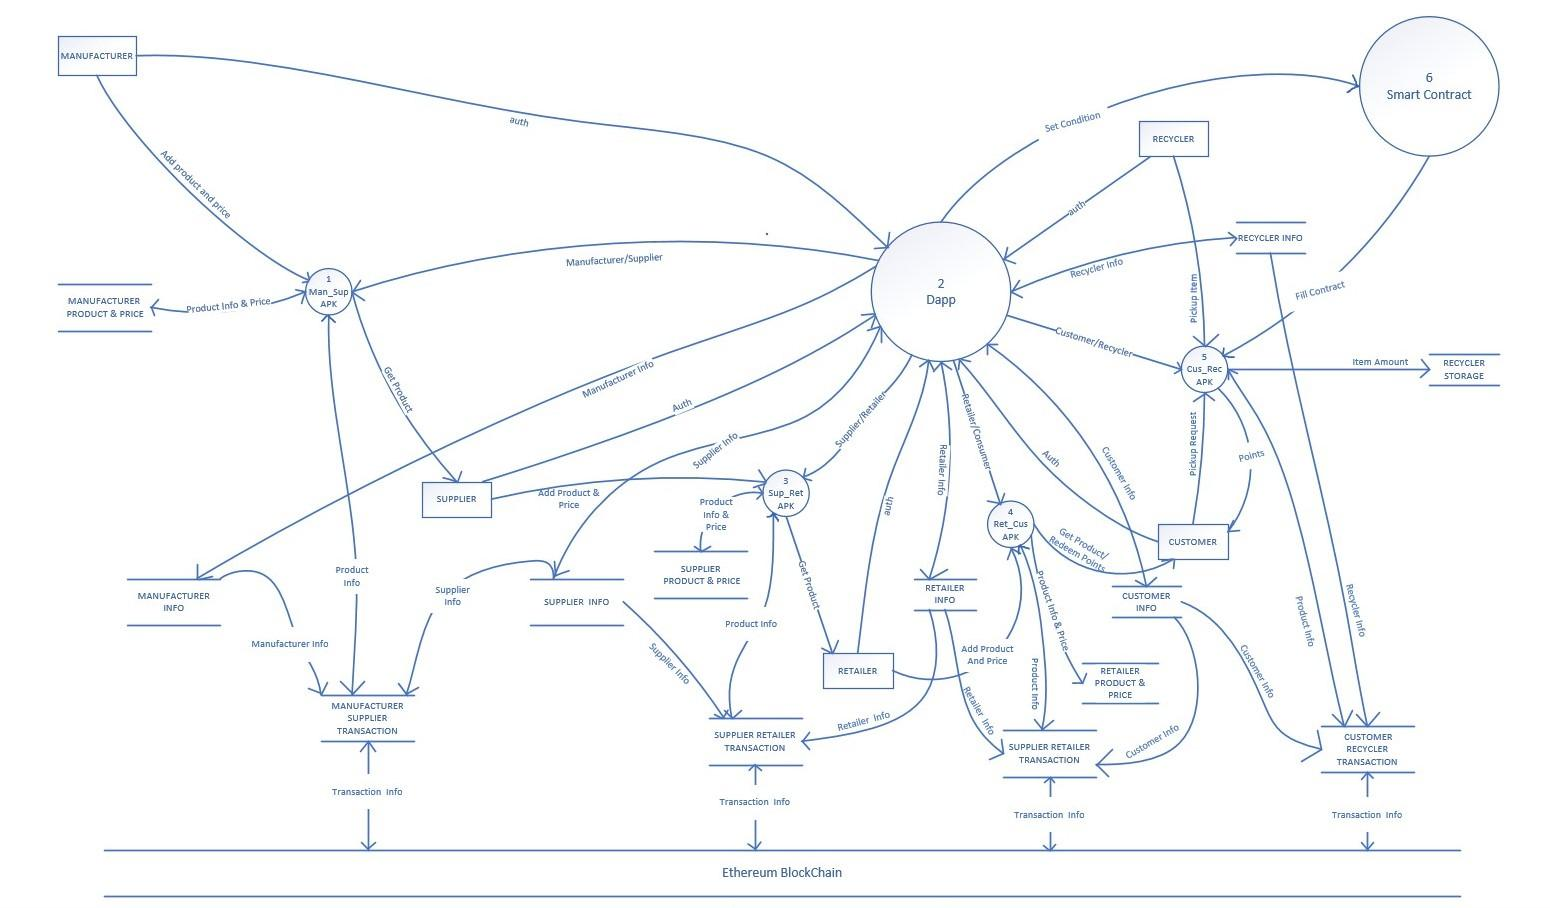 MANUFACTURER
6
Smart Contract
auth
Set Condition
RECYCLER
Add product and price
auth
Pickup Item
RECYCLER INFO
Manufacturer/Supplier
Recycler Info
1
Man_Sup
APK
2
Dapp
Fill Contract
MANUFACTURER
PRODUCT & PRICE
Product Info & Price
Customer/Recycler
5
Cus_Rec
APK
Item Amount
RECYCLER
STORAGE
Manufacturer Info
Get Product
Auth
Supplier/Retailer
Retailer/Consumer
Supplier Info
Retailer Info
Auth
Customer Info
Pickup Request
Points
SUPPLIER
Add Product &
Price
3
Sup_Ret
APK
Product
Info &
Price
auth
4
Ret_Cus
APK
Get Product/
Redeem Points
CUSTOMER
Product
Info
SUPPLIER
PRODUCT & PRICE
Get Product
MANUFACTURER
INFO
Supplier
Info
SUPPLIER INFO
RETAILER
INFO
CUSTOMER
INFO
Product Info & Price
Product Info
Recycler Info
Product Info
Manufacturer Info
Supplier Info
RETAILER
Add Product
And Price
Product Info
RETAILER
PRODUCT &
PRICE
Customer Info
Retailer Info
Retailer Info
Customer Info
MANUFACTURER
SUPPLIER
TRANSACTION
SUPPLIER RETAILER
TRANSACTION
SUPPLIER RETAILER
TRANSACTION
CUSTOMER
RECYCLER
TRANSACTION
Transaction Info
Transaction Info
Transaction Info
Transaction Info
Ethereum BlockChain